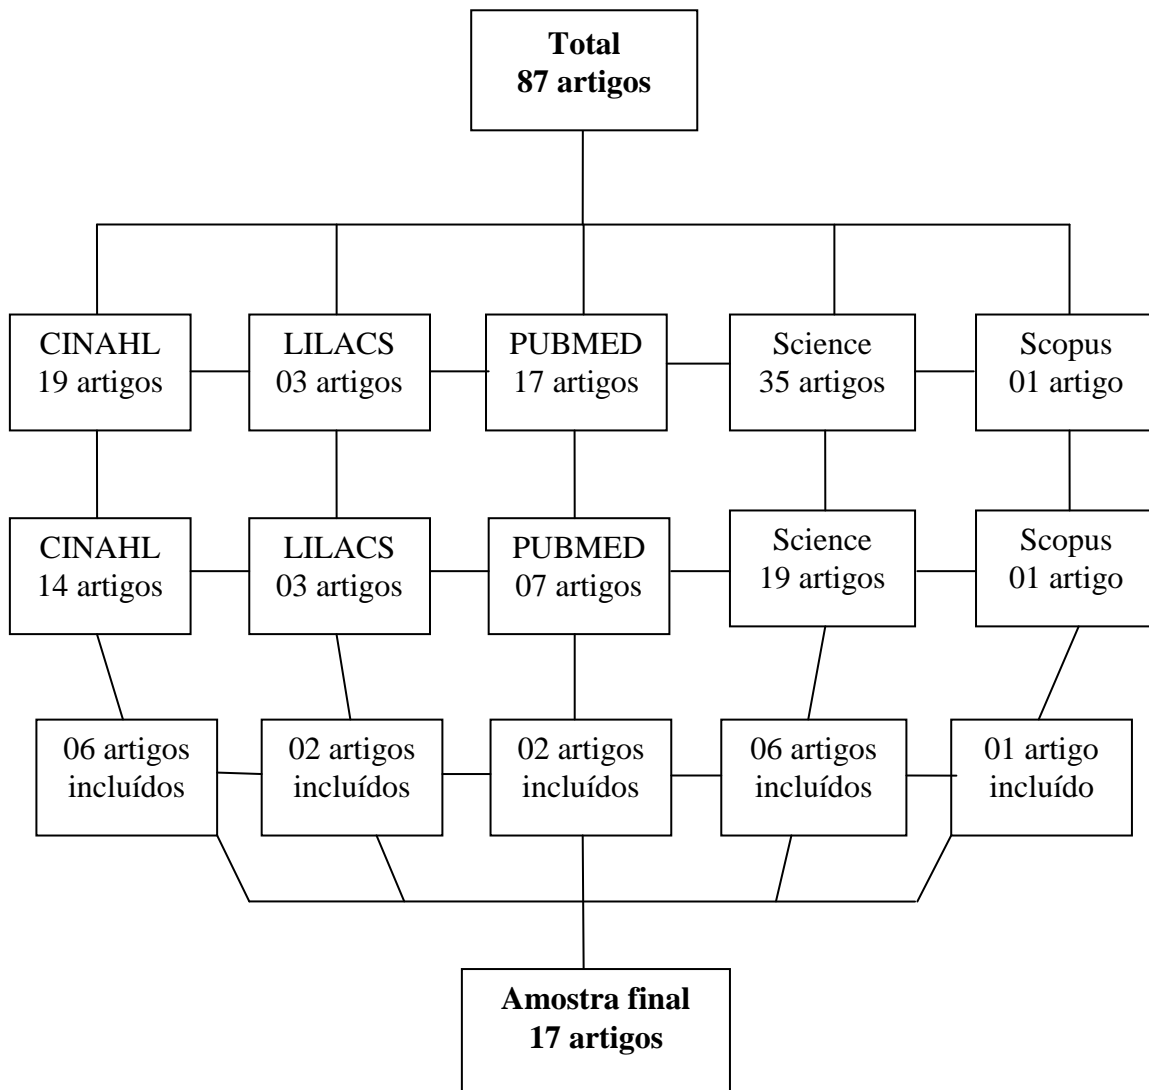 Total
87 artigos
CINAHL
19 artigos
LILACS
03 artigos
PUBMED
17 artigos
Science
35 artigos
Scopus
01 artigo
CINAHL
14 artigos
LILACS
03 artigos
PUBMED
07 artigos
Science
19 artigos
Scopus
01 artigo
06 artigos
incluídos
02 artigos
incluídos
02 artigos
incluídos
06 artigos
incluídos
01 artigo
incluído
Amostra final
17 artigos